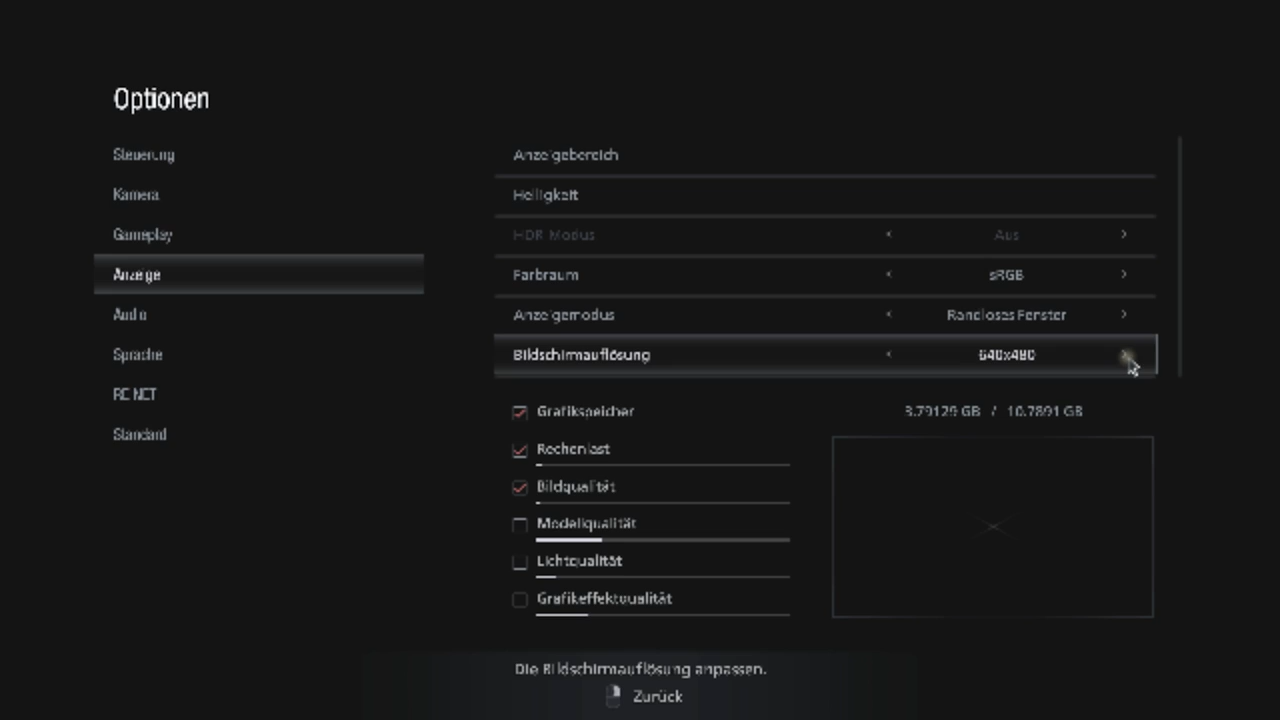 Optionen
Steuerung
Kamera
Gameplay
Anzeige
Audio
Sprache
RE NET
Standard
Anzeigebereich
Helligkeit
HDR-Modus
Aus
Farbraum
sRGB
Anzeigemodus
Randloses Fenster
Bildschirmauflösung
640x480
Grafikspeicher
3.79129 GB / 10.7891 GB
Rechenlast
Bildqualität
Modellqualität
Lichtqualität
Grafikeffektqualität
Die Bildschirmauflösung anpassen.
Zurück